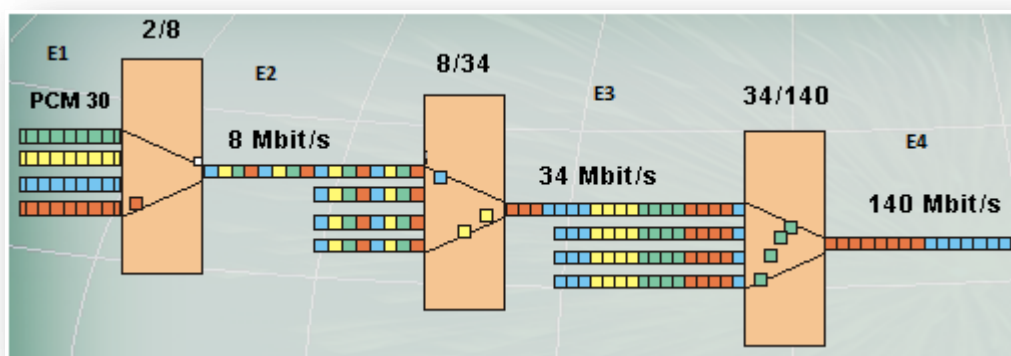 2/8
E1
E2
8/34
PCM 30
E3
34/140
8 Mbit/s
E4
34 Mbit/s
140 Mbit/s